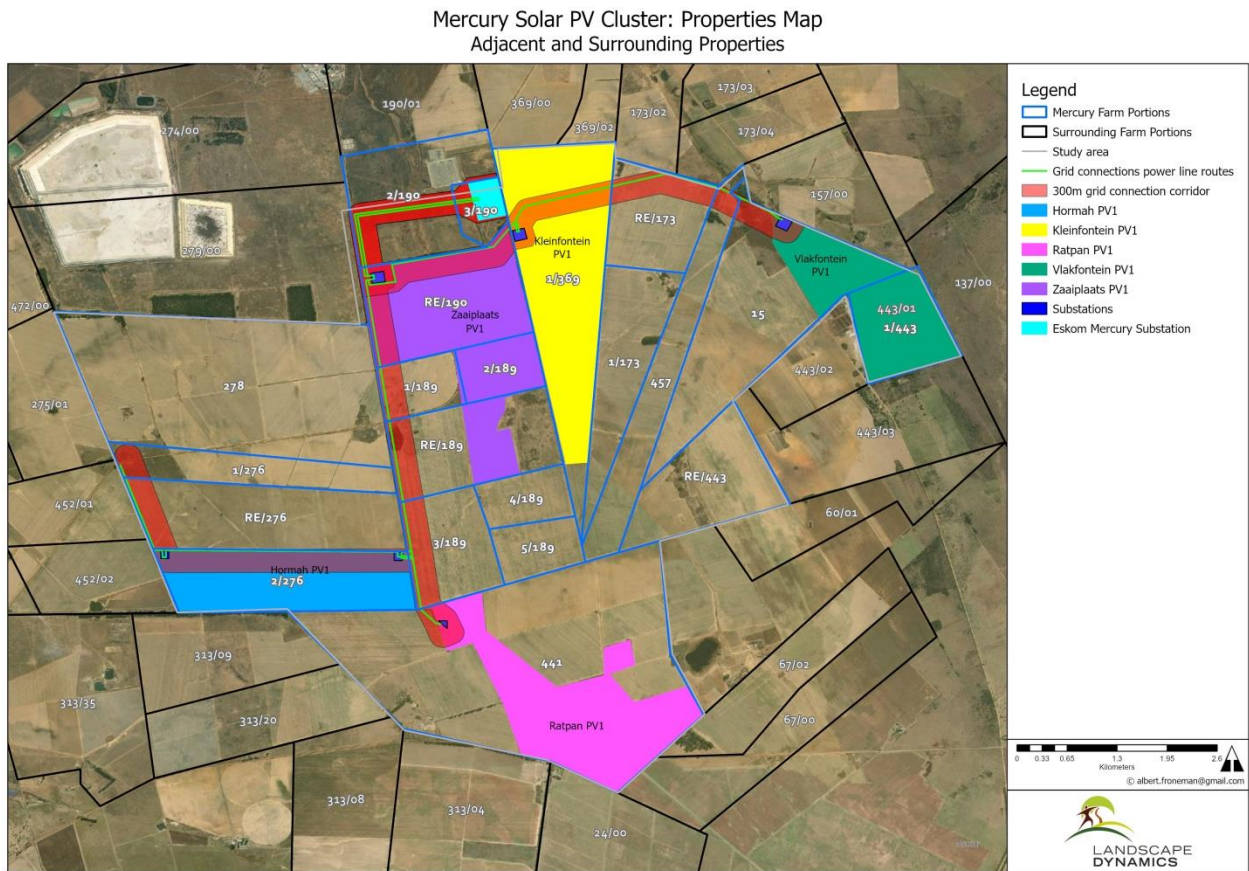 Mercury Solar PV Cluster: Properties Map
Adjacent and Surrounding Properties
190/01
369/00
369/02
173/02
173/03
173/04
274/00
157/00
2/190
3/190
RE/173
279/00
Kleinfontein
PV1
1/369
Vlakfontein
PV1
137/00
472/00
RE/190
Zaaiplaats
PV1
15
443/01
1/443
278
1/189
2/189
1/173
457
443/02
275/01
RE/189
443/03
1/276
RE/443
452/01
RE/276
4/189
60/01
3/189
5/189
452/02
Hormah PV1
2/276
313/09
441
67/02
313/35
313/20
Ratpan PV1
67/00
313/08
313/04
24/00
Legend
Mercury Farm Portions
Surrounding Farm Portions
Study area
Grid connections power line routes
300m grid connection corridor
Hormah PV1
Kleinfontein PV1
Ratpan PV1
Vlakfontein PV1
Zaaiplaats PV1
Substations
Eskom Mercury Substation
0 0.33 0.65 1.3 1.95 2.6
Kilometers
© albert.froneman@gmail.com
LANDSCAPE
DYNAMICS